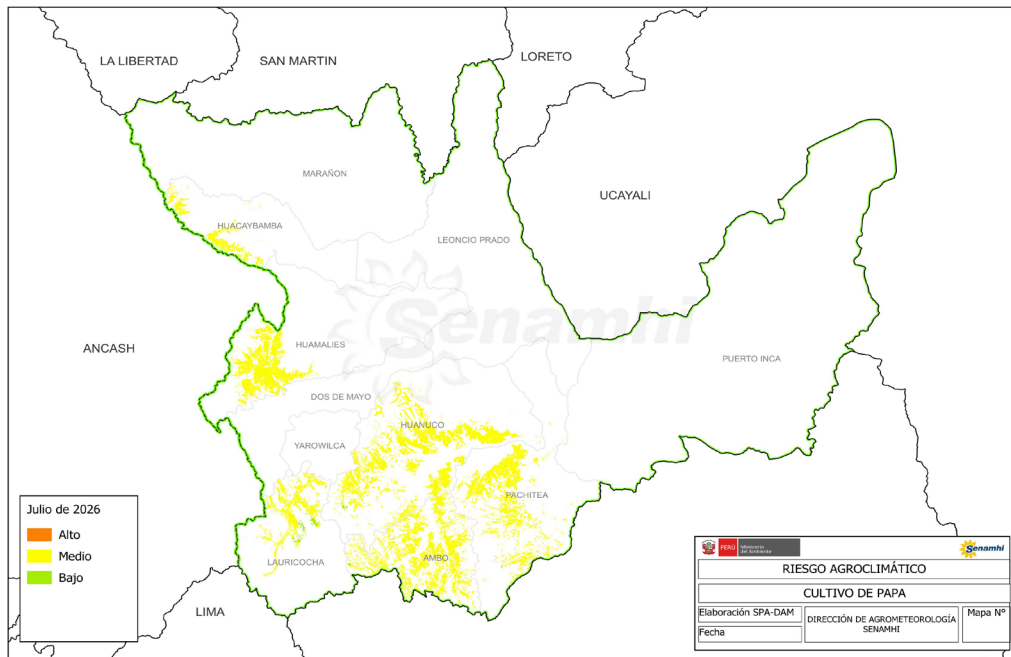 LA LIBERTAD
SAN MARTIN
LORETO
MARAÑON
UCAYALI
HUACAYBAMBA
LEONCIO PRADO
Senamhi
ANCASH
HUAMALIES
PUERTO INCA
DOS DE MAYO
HUANUCO
YAROWILCA
PACHITEA
LAURICOCHA
AMBO
LIMA
Julio de 2026
Alto
Medio
Bajo
PERÚ
Ministerio
del Ambiente
Senamhi
RIESGO AGROCLIMÁTICO
CULTIVO DE PAPA
Elaboración SPA-DAM
Fecha
DIRECCIÓN DE AGROMETEOROLOGÍA
SENAMHI
Mapa N°